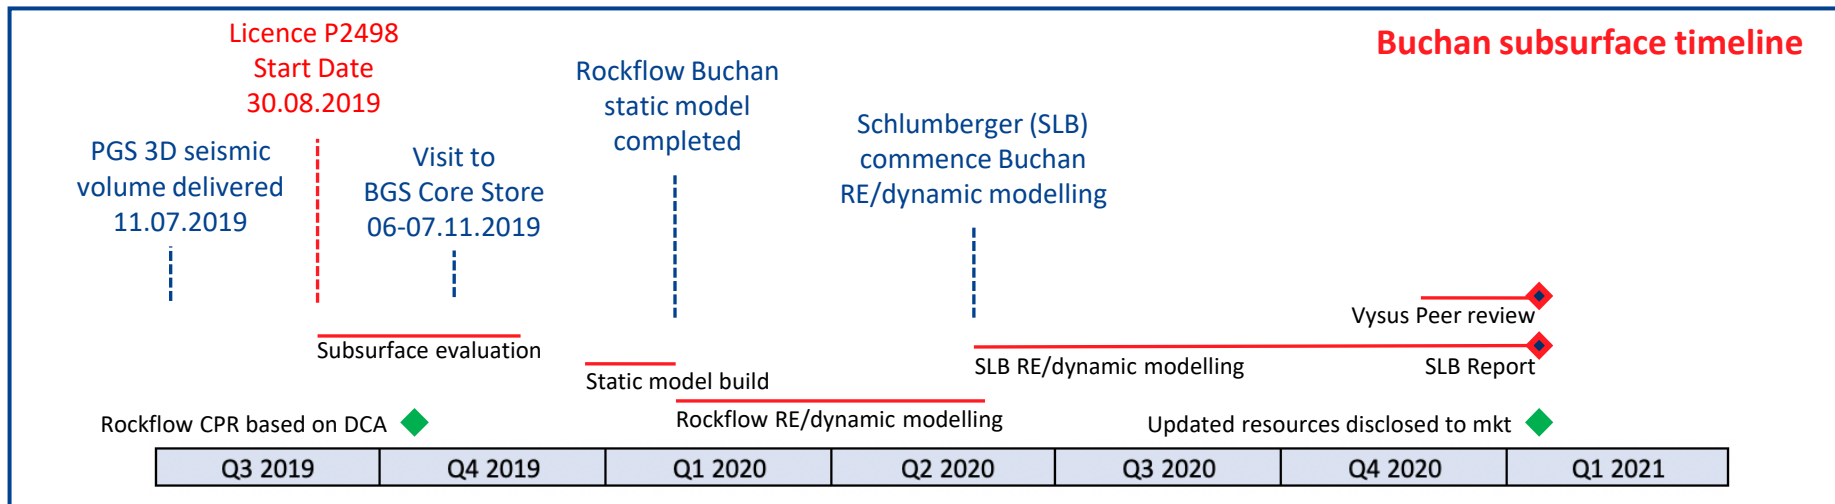 Buchan subsurface timeline
Licence P2498
Start Date
30.08.2019
PGS 3D seismic
volume delivered
11.07.2019
Visit to
BGS Core Store
06-07.11.2019
Rockflow Buchan
static model
completed
Schlumberger (SLB)
commence Buchan
RE/dynamic modelling
Vysus Peer review
Subsurface evaluation
SLB RE/dynamic modelling
SLB Report
Static model build
Rockflow RE/dynamic modelling
Rockflow CPR based on DCA
Updated resources disclosed to mkt
Q3 2019
Q4 2019
Q1 2020
Q2 2020
Q3 2020
Q4 2020
Q1 2021